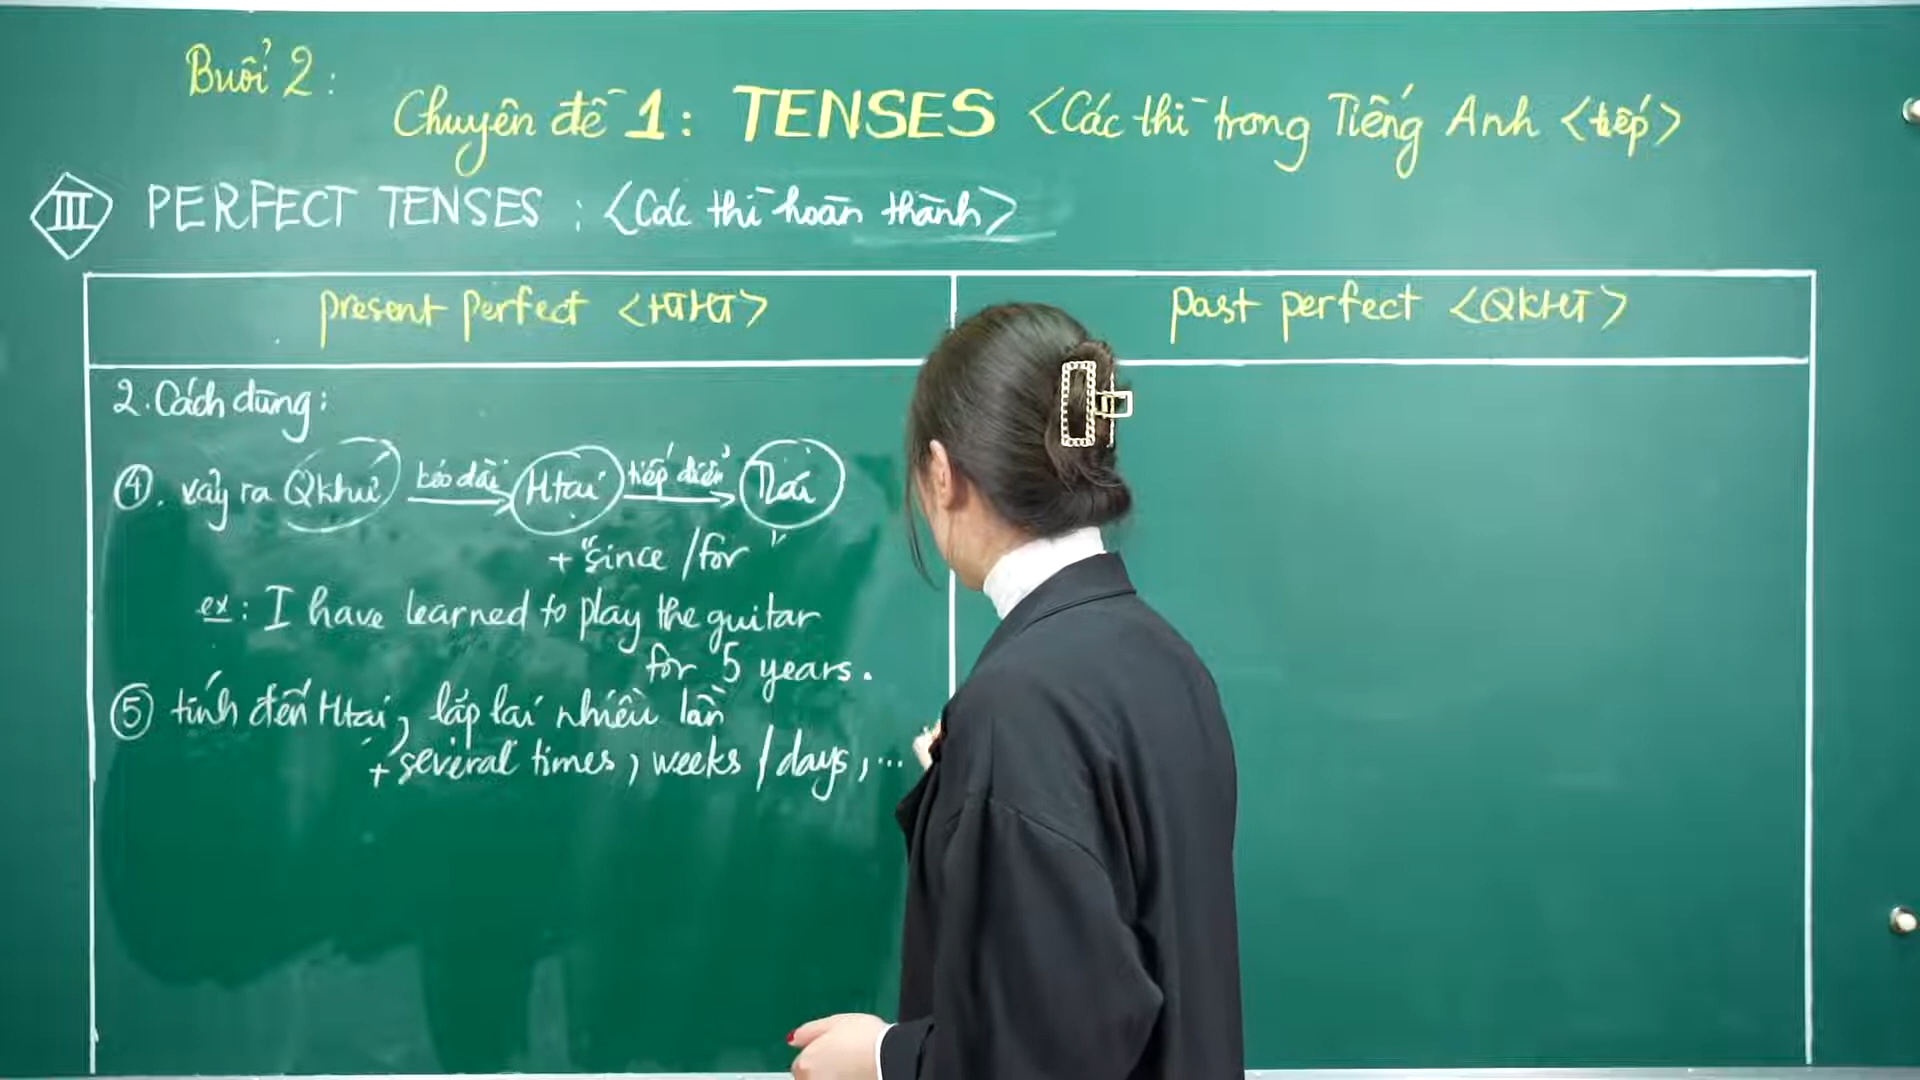 Buổi 2:
Chuyên đề 1: TENSES <Các thì trong Tiếng Anh <tiếp>
III PERFECT TENSES: <Các thì hoàn thành>
present perfect <HTHT>
past perfect <QKHT>
2. Cách dùng:
④. xảy ra Qkhứ kéo dài Htại tiếp diễn Tlai
+ "since / for"
ex: I have learned to play the guitar
for 5 years.
⑤ tính đến Htại, lặp lại nhiều lần
+ several times, weeks / days, ...